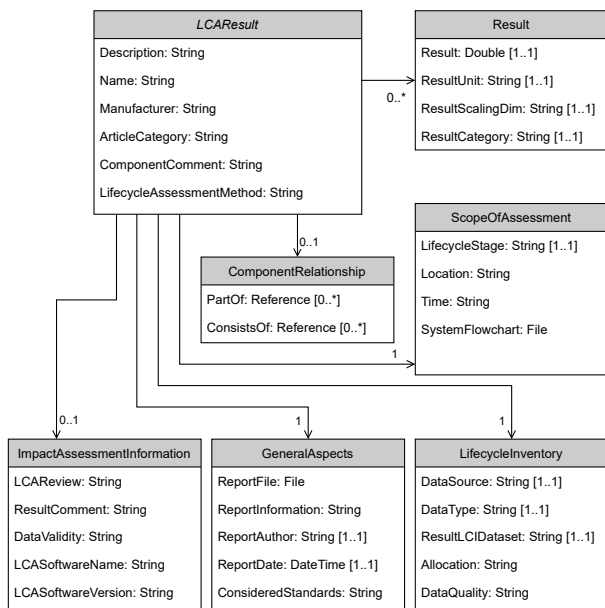 LCAResult
Description: String
Name: String
Manufacturer: String
ArticleCategory: String
ComponentComment: String
LifecycleAssessmentMethod: String
0..*
Result
Result: Double [1..1]
ResultUnit: String [1..1]
ResultScalingDim: String [1..1]
ResultCategory: String [1..1]
0..1
ComponentRelationship
PartOf: Reference [0..*]
ConsistsOf: Reference [0..*]
1
ScopeOfAssessment
LifecycleStage: String [1..1]
Location: String
Time: String
SystemFlowchart: File
0..1
ImpactAssessmentInformation
LCAReview: String
ResultComment: String
DataValidity: String
LCASoftwareName: String
LCASoftwareVersion: String
1
GeneralAspects
ReportFile: File
ReportInformation: String
ReportAuthor: String [1..1]
ReportDate: DateTime [1..1]
ConsideredStandards: String
1
LifecycleInventory
DataSource: String [1..1]
DataType: String [1..1]
ResultLCIDataset: String [1..1]
Allocation: String
DataQuality: String